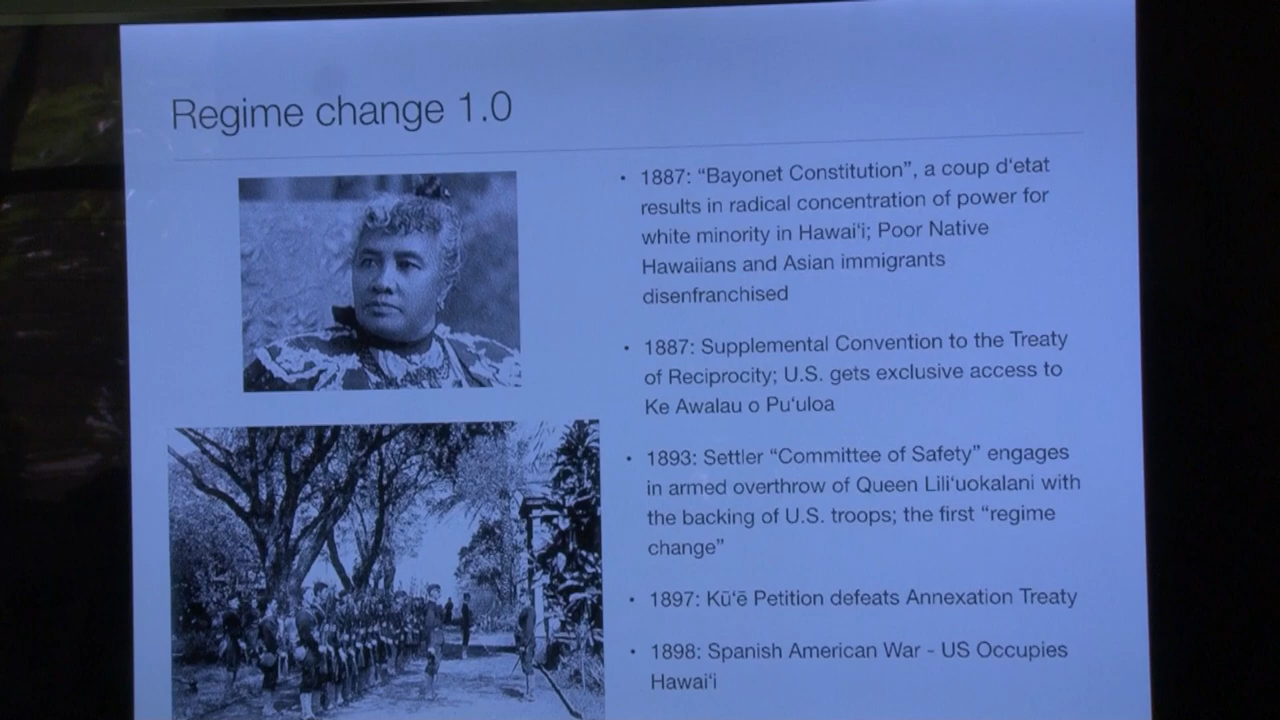 Regime change 1.0
• 1887: “Bayonet Constitution”, a coup d‘etat
results in radical concentration of power for
white minority in Hawai‘i; Poor Native
Hawaiians and Asian immigrants
disenfranchised
• 1887: Supplemental Convention to the Treaty
of Reciprocity; U.S. gets exclusive access to
Ke Awalau o Pu‘uloa
• 1893: Settler “Committee of Safety” engages
in armed overthrow of Queen Lili‘uokalani with
the backing of U.S. troops; the first “regime
change”
• 1897: Kū‘ē Petition defeats Annexation Treaty
• 1898: Spanish American War - US Occupies
Hawai‘i